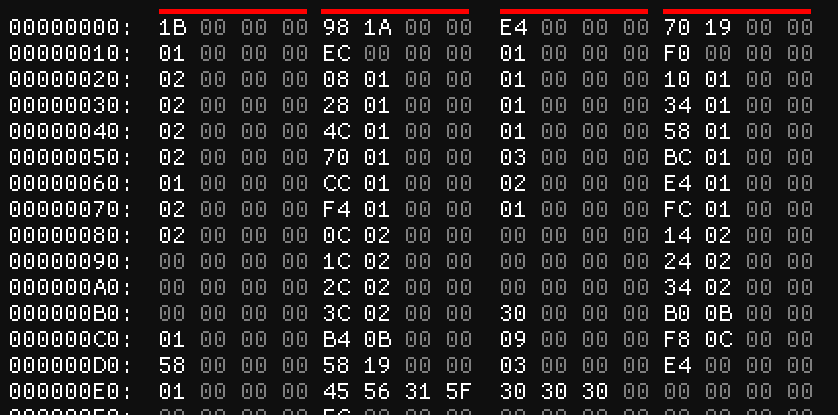 00000000: 1B 00 00 00 98 1A 00 00 E4 00 00 00 70 19 00 00
00000010: 01 00 00 00 EC 00 00 00 01 00 00 00 F0 00 00 00
00000020: 02 00 00 00 08 01 00 00 01 00 00 00 10 01 00 00
00000030: 02 00 00 00 28 01 00 00 01 00 00 00 34 01 00 00
00000040: 02 00 00 00 4C 01 00 00 01 00 00 00 58 01 00 00
00000050: 02 00 00 00 70 01 00 00 03 00 00 00 BC 01 00 00
00000060: 01 00 00 00 CC 01 00 00 02 00 00 00 E4 01 00 00
00000070: 02 00 00 00 F4 01 00 00 01 00 00 00 FC 01 00 00
00000080: 02 00 00 00 0C 02 00 00 00 00 00 00 14 02 00 00
00000090: 00 00 00 00 1C 02 00 00 00 00 00 00 24 02 00 00
000000A0: 00 00 00 00 2C 02 00 00 00 00 00 00 34 02 00 00
000000B0: 00 00 00 00 3C 02 00 00 30 00 00 00 B0 0B 00 00
000000C0: 01 00 00 00 B4 0B 00 00 09 00 00 00 F8 0C 00 00
000000D0: 58 00 00 00 58 19 00 00 03 00 00 00 E4 00 00 00
000000E0: 01 00 00 00 45 56 31 5F 30 30 30 00 00 00 00 00